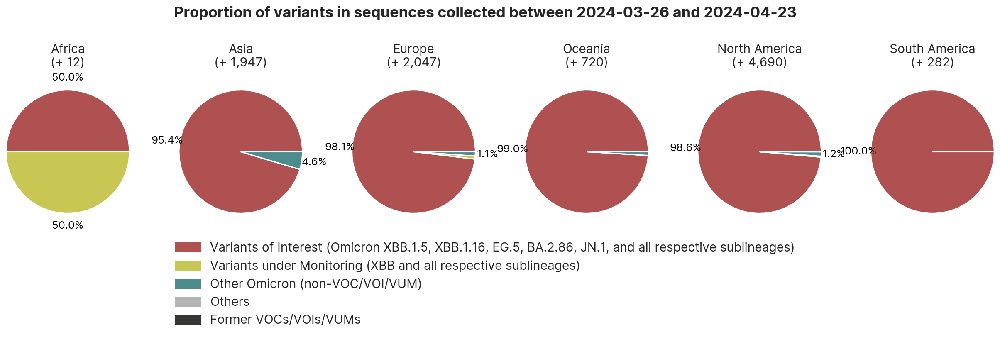 Proportion of variants in sequences collected between 2024-03-26 and 2024-04-23
Africa
(+ 12)
50.0%
50.0%
Asia
(+ 1,947)
95.4%
4.6%
Europe
(+ 2,047)
98.1%
1.1%
Oceania
(+ 720)
99.0%
North America
(+ 4,690)
98.6%
1.2%
South America
(+ 282)
100.0%
Variants of Interest (Omicron XBB.1.5, XBB.1.16, EG.5, BA.2.86, JN.1, and all respective sublineages)
Variants under Monitoring (XBB and all respective sublineages)
Other Omicron (non-VOC/VOI/VUM)
Others
Former VOCs/VOIs/VUMs